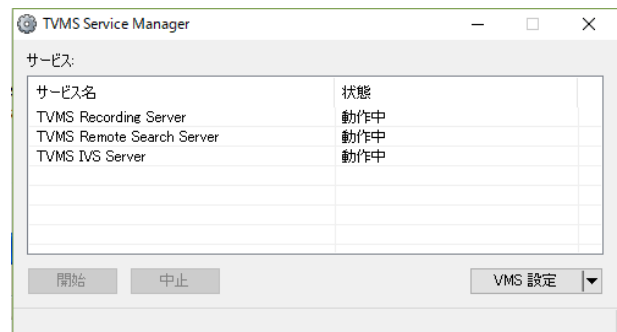 TVMS Service Manager
サービス:
サービス名 状態
TVMS Recording Server 動作中
TVMS Remote Search Server 動作中
TVMS IVS Server 動作中
開始 中止 VMS 設定